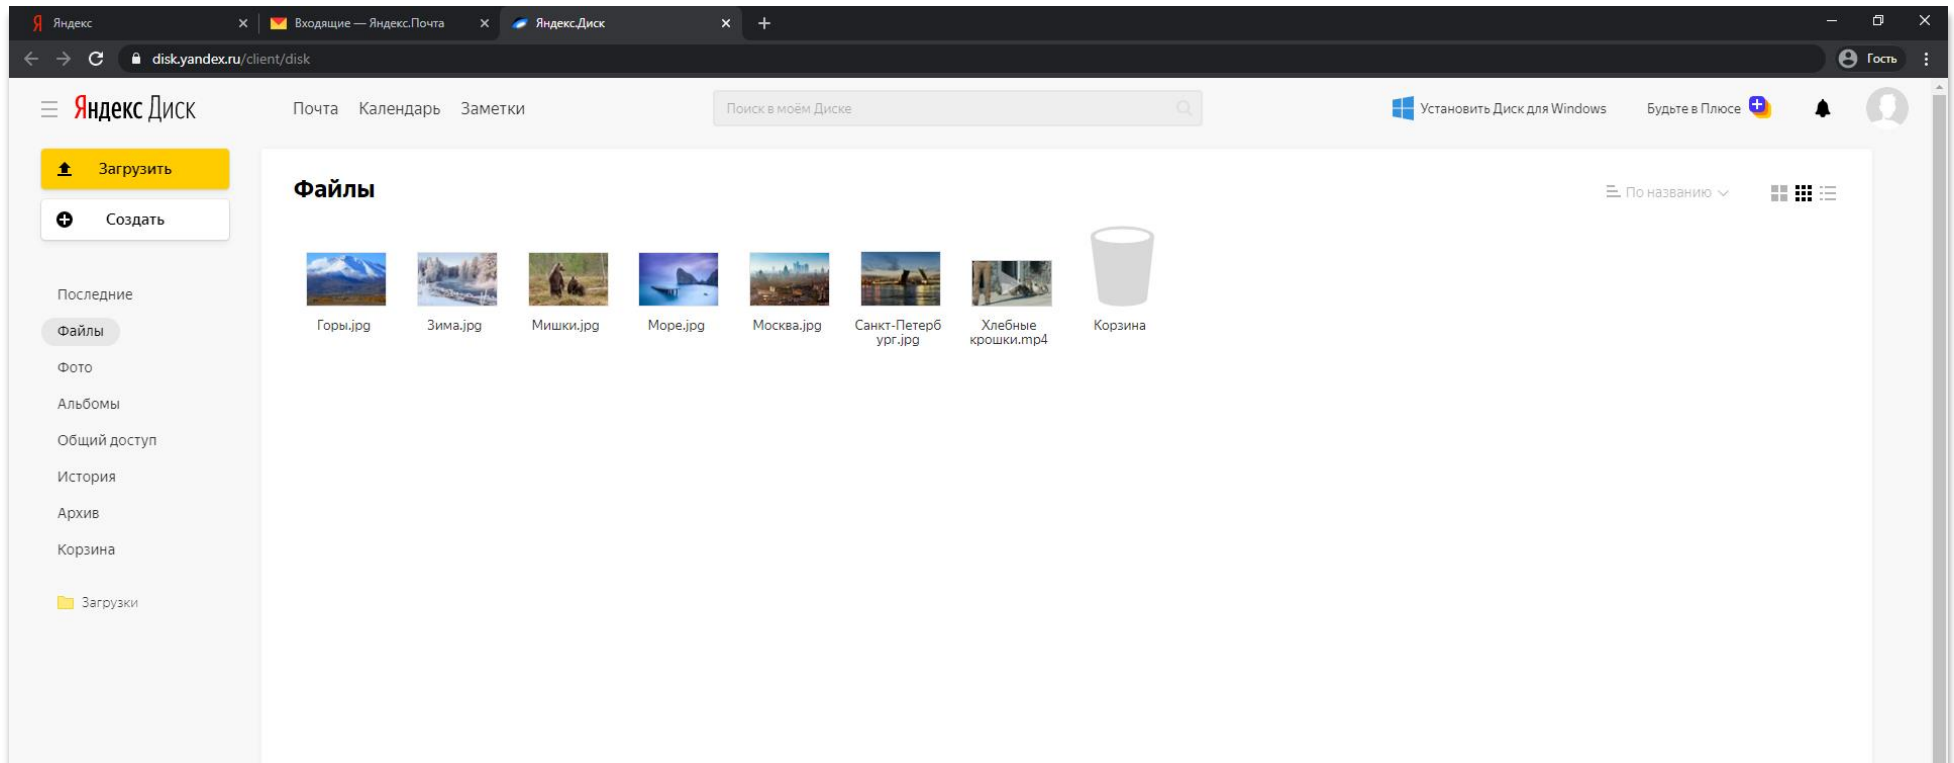 Яндекс
Входящие — Яндекс.Почта
Яндекс.Диск
disk.yandex.ru/client/disk
Гость
Яндекс Диск
Почта Календарь Заметки
Поиск в моём Диске
Установить Диск для Windows
Будьте в Плюсе
Загрузить
Создать
Последние
Файлы
Фото
Альбомы
Общий доступ
История
Архив
Корзина
Загрузки
Файлы
По названию
Горы.jpg
Зима.jpg
Мишки.jpg
Море.jpg
Москва.jpg
Санкт-Петерб
ург.jpg
Хлебные
крошки.mp4
Корзина